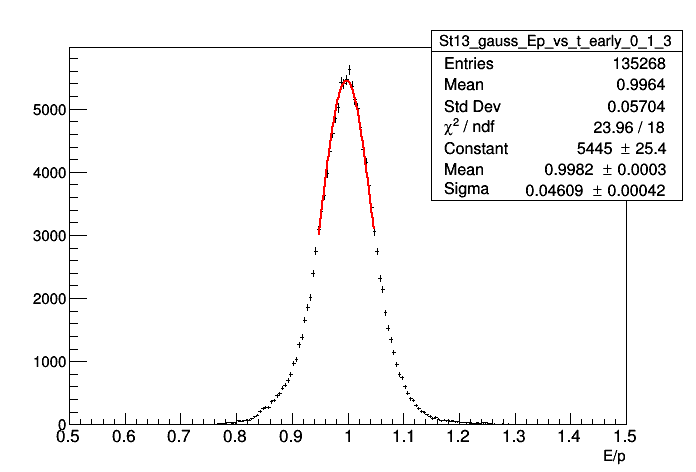 St13_gauss_Ep_vs_t_early_0_1_3
Entries 135268
Mean 0.9964
Std Dev 0.05704
χ² / ndf 23.96 / 18
Constant 5445 ± 25.4
Mean 0.9982 ± 0.0003
Sigma 0.04609 ± 0.00042
5000
4000
3000
2000
1000
0
0.5 0.6 0.7 0.8 0.9 1 1.1 1.2 1.3 1.4 1.5
E/p